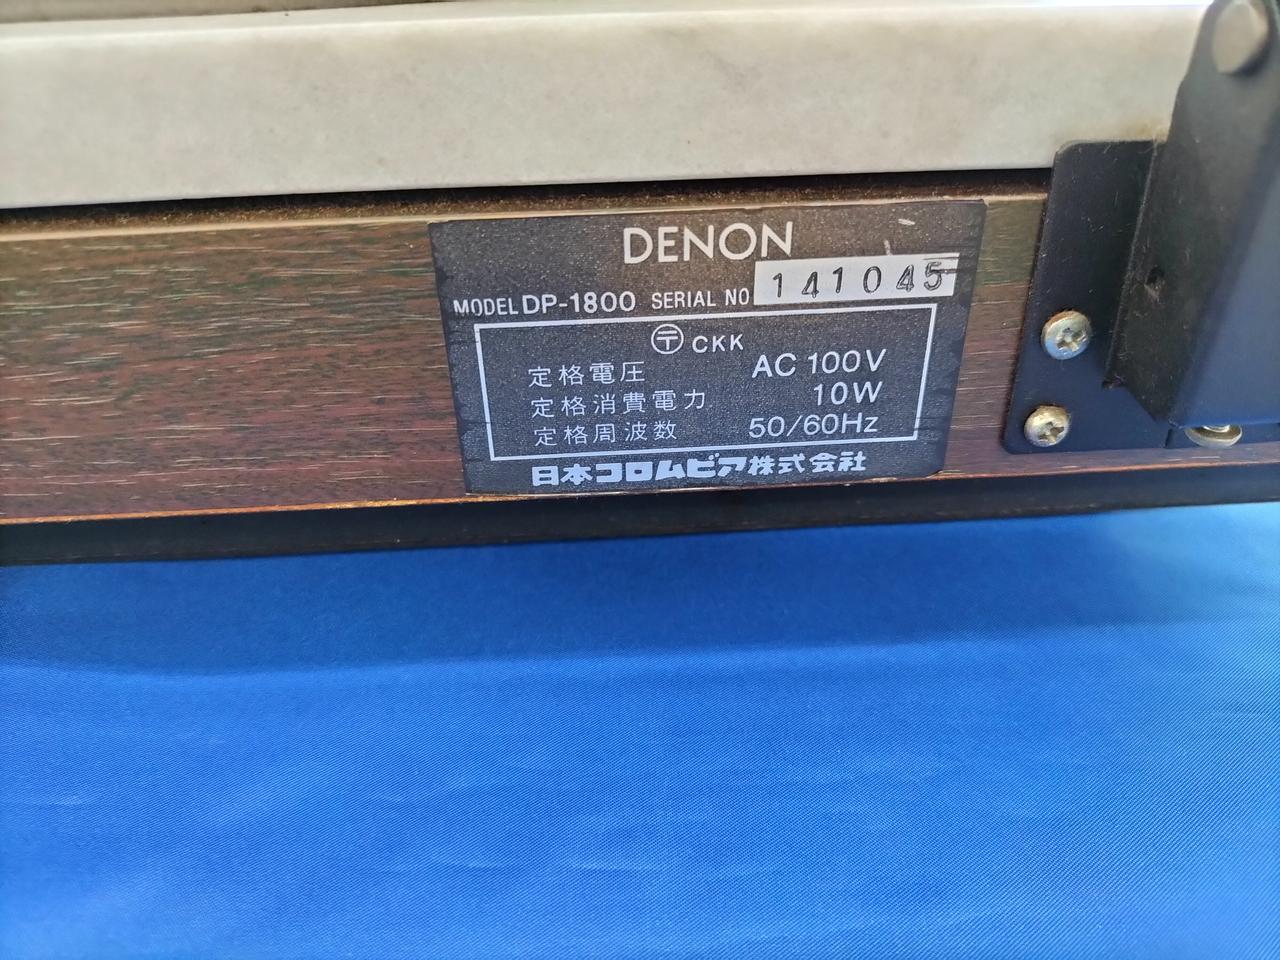 DENON
MODEL DP-1800 SERIAL NO 141045
〶 CKK
定格電圧 AC 100V
定格消費電力 10W
定格周波数 50/60Hz
日本コロムビア株式会社